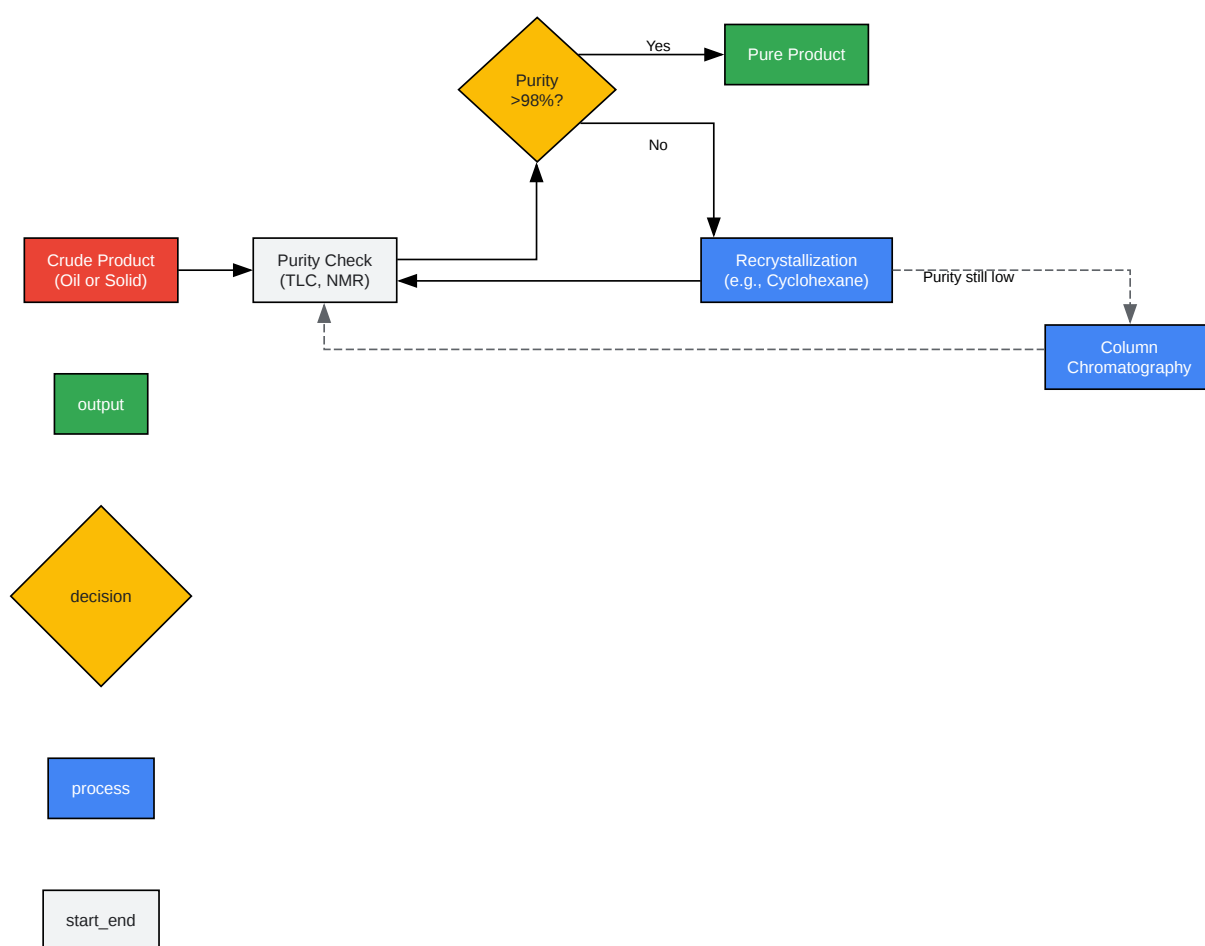 Purity
>98%?
Yes
Pure Product
No
Crude Product
(Oil or Solid)
Purity Check
(TLC, NMR)
Recrystallization
(e.g., Cyclohexane)
Purity still low
Column
Chromatography
output
decision
process
start_end